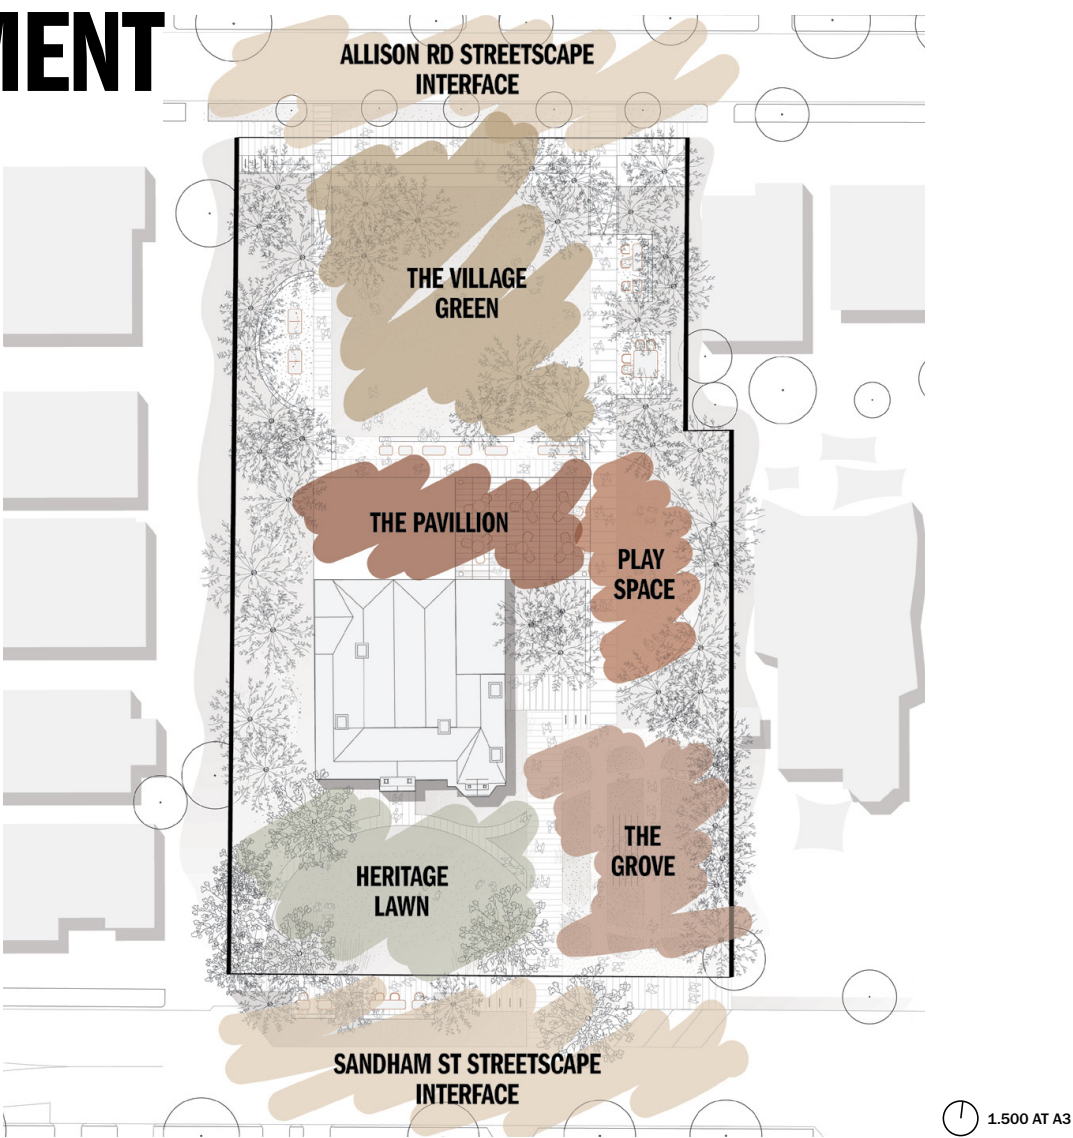 MENT
ALLISON RD STREETSCAPE
INTERFACE
THE VILLAGE
GREEN
THE PAVILLION
PLAY
SPACE
THE
GROVE
HERITAGE
LAWN
SANDHAM ST STREETSCAPE
INTERFACE
1.500 AT A3